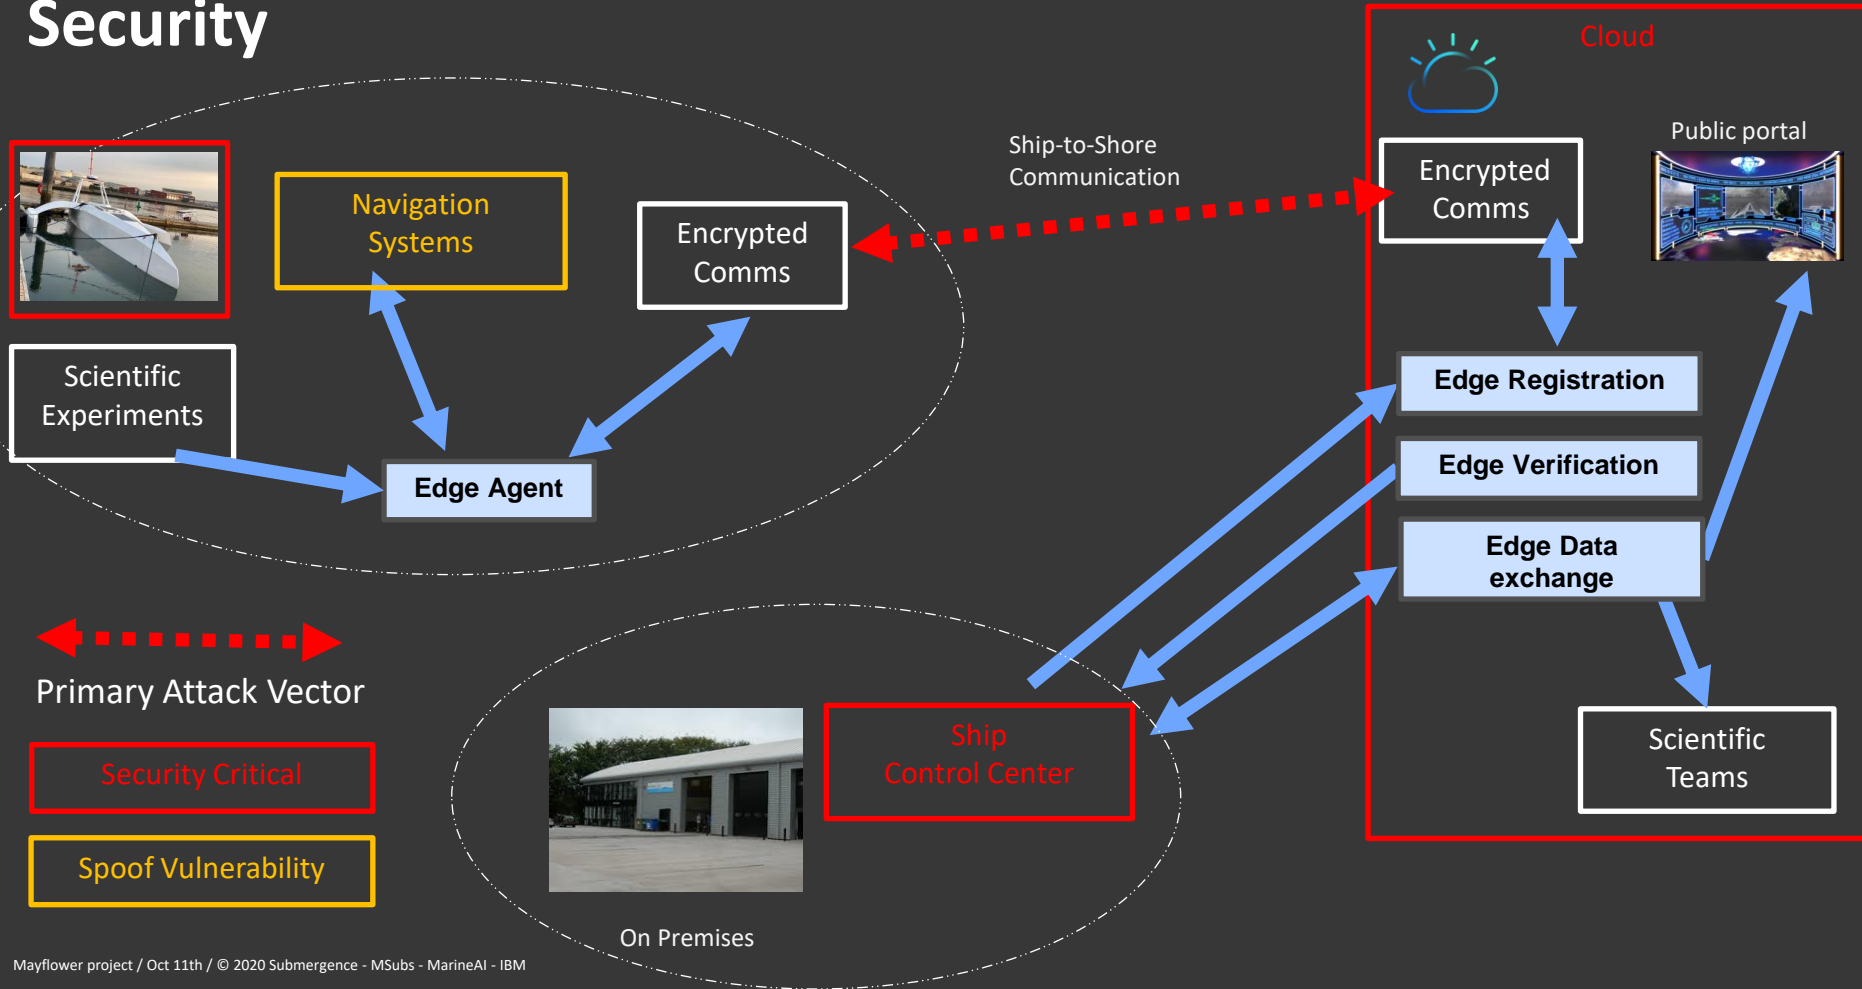 Security
Cloud
Public portal
Ship-to-Shore
Communication
Encrypted
Comms
Navigation
Systems
Encrypted
Comms
Scientific
Experiments
Edge Agent
Edge Registration
Edge Verification
Edge Data
exchange
Primary Attack Vector
Security Critical
Spoof Vulnerability
Ship
Control Center
Scientific
Teams
On Premises
Mayflower project / Oct 11th / © 2020 Submergence - MSubs - MarineAI - IBM